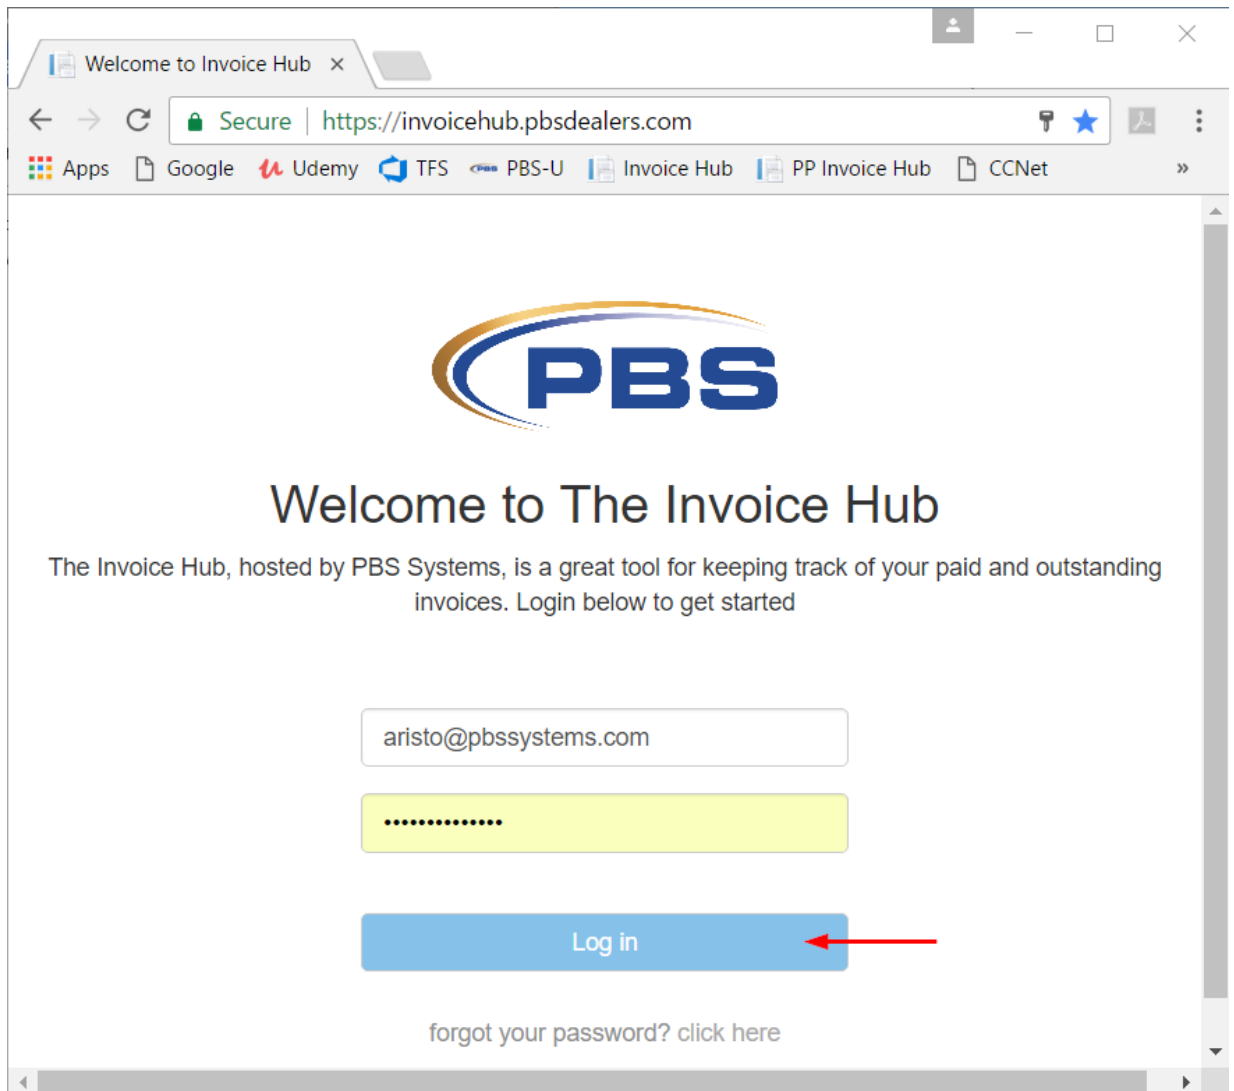 Welcome to Invoice Hub
Secure https://invoicehub.pbsdealers.com
Apps Google Udemy TFS PBS-U Invoice Hub PP Invoice Hub CCNet »
PBS
Welcome to The Invoice Hub
The Invoice Hub, hosted by PBS Systems, is a great tool for keeping track of your paid and outstanding
invoices. Login below to get started
aristo@pbssystems.com
••••••••••••••
Log in
forgot your password? click here